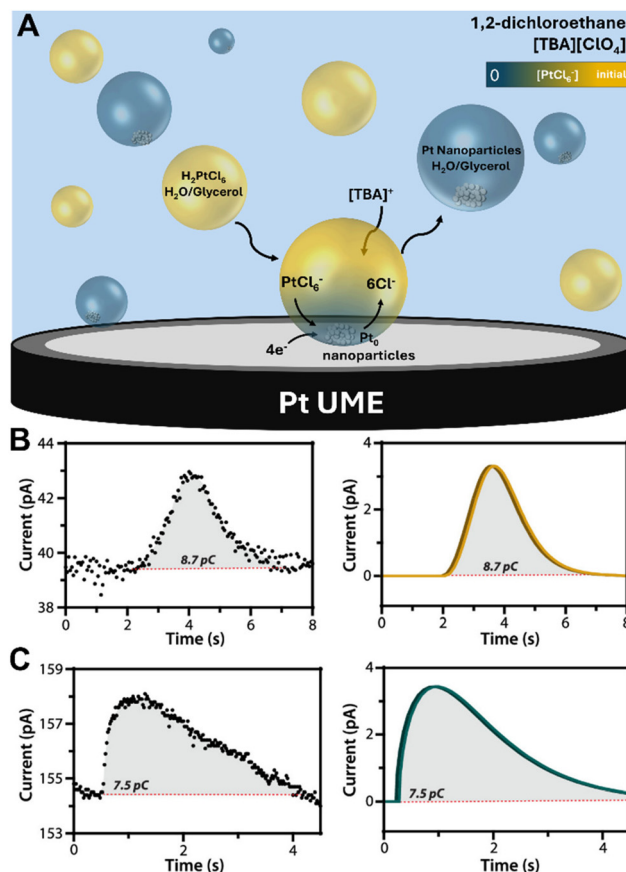 A
1,2-dichloroethane
[TBA][ClO₄]
0 [PtCl₆⁻] initial
H₂PtCl₆
H₂O/Glycerol
Pt Nanoparticles
H₂O/Glycerol
[TBA]⁺
PtCl₆⁻
6Cl⁻
4e⁻
Pt₀
nanoparticles
Pt UME
B
Current (pA)
44
42
40
38
8.7 pC
0 2 4 6 8
Time (s)
Current (pA)
4
2
0
8.7 pC
0 2 4 6 8
Time (s)
C
Current (pA)
159
157
155
153
7.5 pC
0 2 4
Time (s)
Current (pA)
4
2
0
7.5 pC
0 2 4
Time (s)